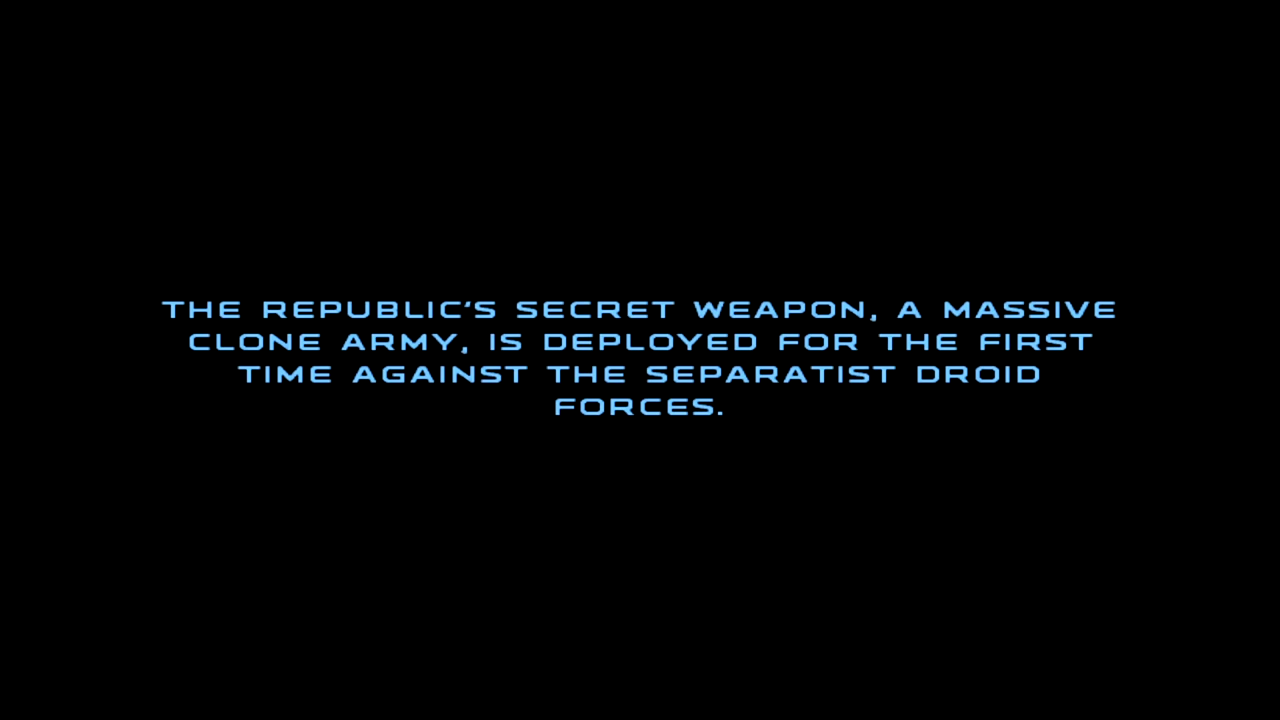 THE REPUBLIC'S SECRET WEAPON, A MASSIVE
CLONE ARMY, IS DEPLOYED FOR THE FIRST
TIME AGAINST THE SEPARATIST DROID
FORCES.